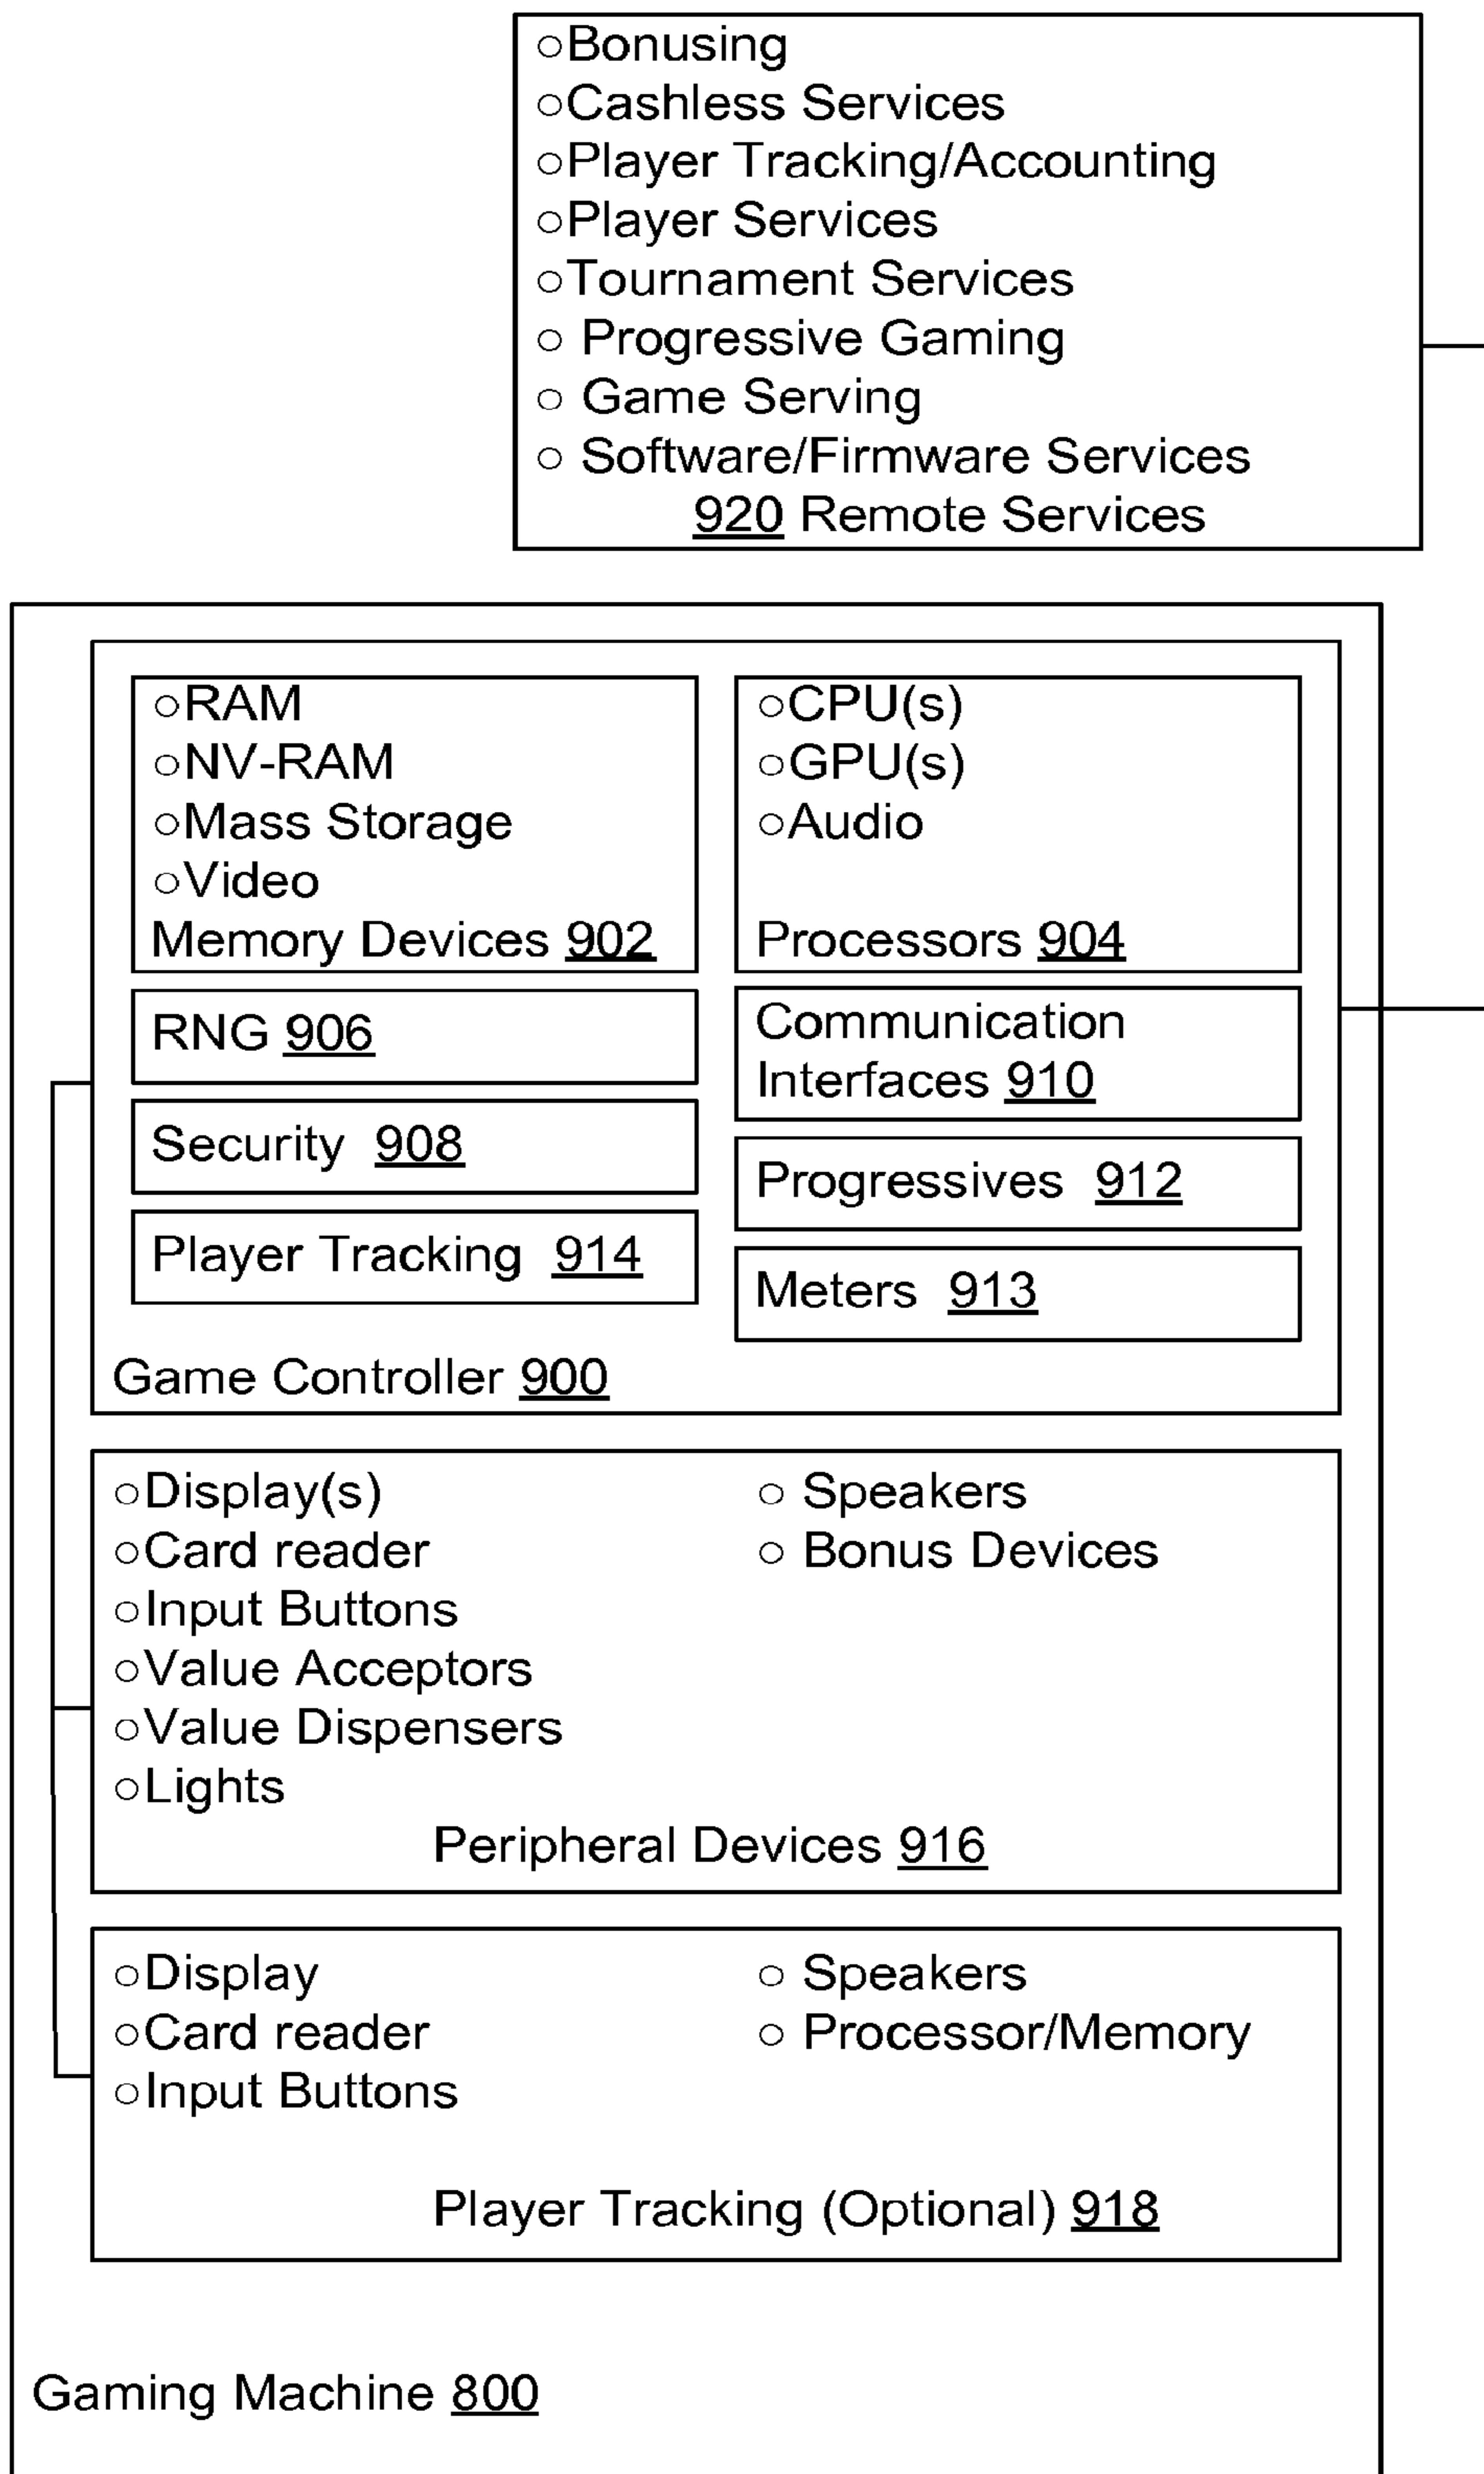 ○Bonusing
○Cashless Services
○Player Tracking/Accounting
○Player Services
○Tournament Services
○ Progressive Gaming
○ Game Serving
○ Software/Firmware Services
920 Remote Services
○RAM
○NV-RAM
○Mass Storage
○Video
Memory Devices 902
○CPU(s)
○GPU(s)
○Audio
Processors 904
RNG 906
Security 908
Player Tracking 914
Communication
Interfaces 910
Progressives 912
Meters 913
Game Controller 900
○Display(s)
○Card reader
○Input Buttons
○Value Acceptors
○Value Dispensers
○Lights
○ Speakers
○ Bonus Devices
Peripheral Devices 916
○Display
○Card reader
○Input Buttons
○ Speakers
○ Processor/Memory
Player Tracking (Optional) 918
Gaming Machine 800